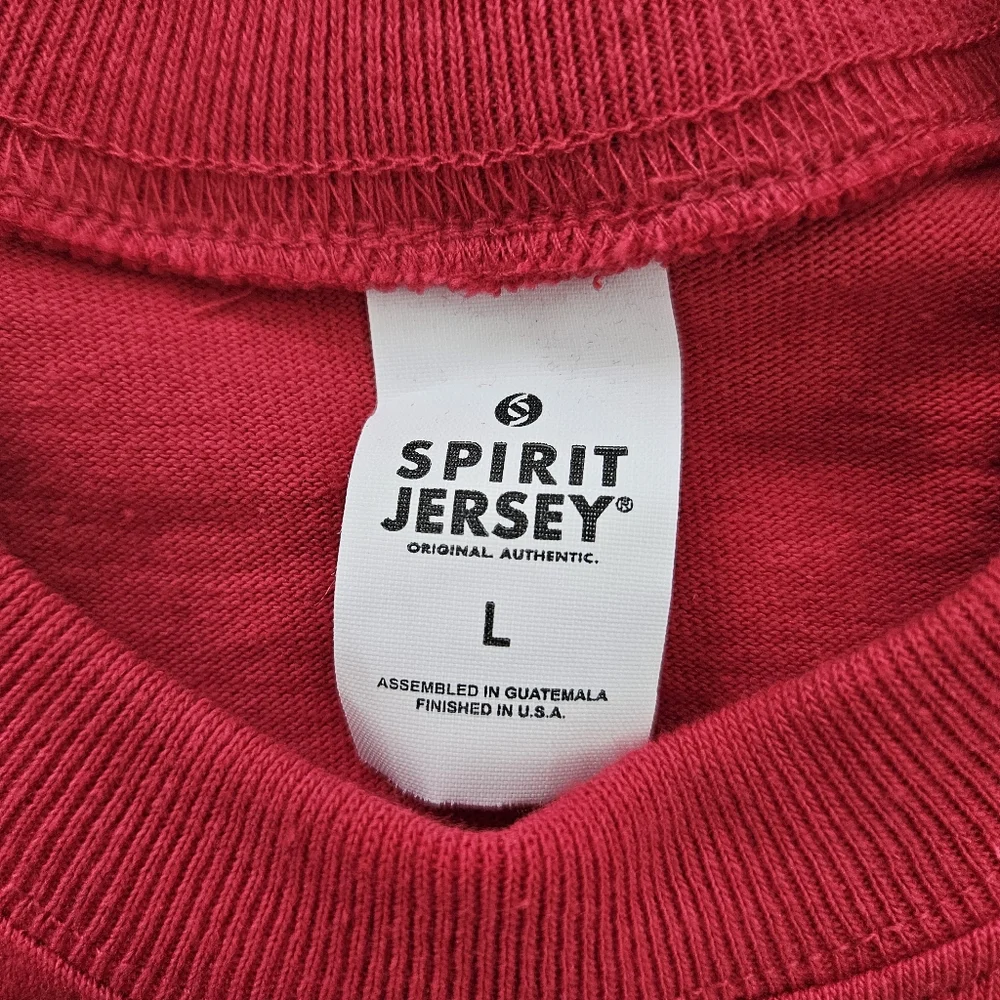 SPIRIT
JERSEY®
ORIGINAL. AUTHENTIC.
L
ASSEMBLED IN GUATEMALA
FINISHED IN U.S.A.